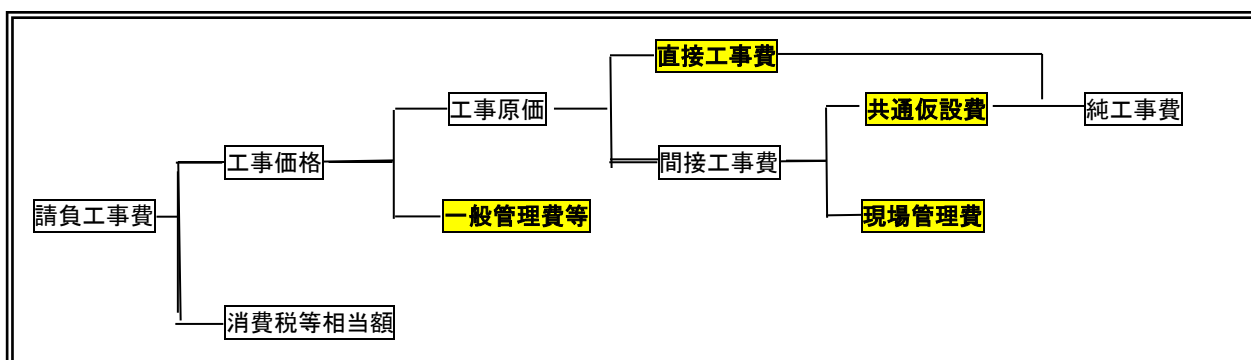 直接工事費
工事原価
共通仮設費
純工事費
工事価格
間接工事費
請負工事費
一般管理費等
現場管理費
消費税等相当額